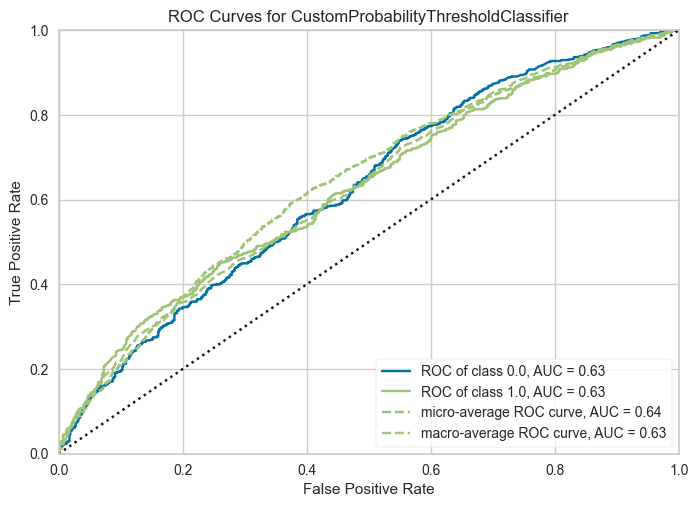 ROC Curves for CustomProbabilityThresholdClassifier
1.0
0.8
0.6
0.4
0.2
0.0
True Positive Rate
ROC of class 0.0, AUC = 0.63
ROC of class 1.0, AUC = 0.63
micro-average ROC curve, AUC = 0.64
macro-average ROC curve, AUC = 0.63
0.0 0.2 0.4 0.6 0.8 1.0
False Positive Rate